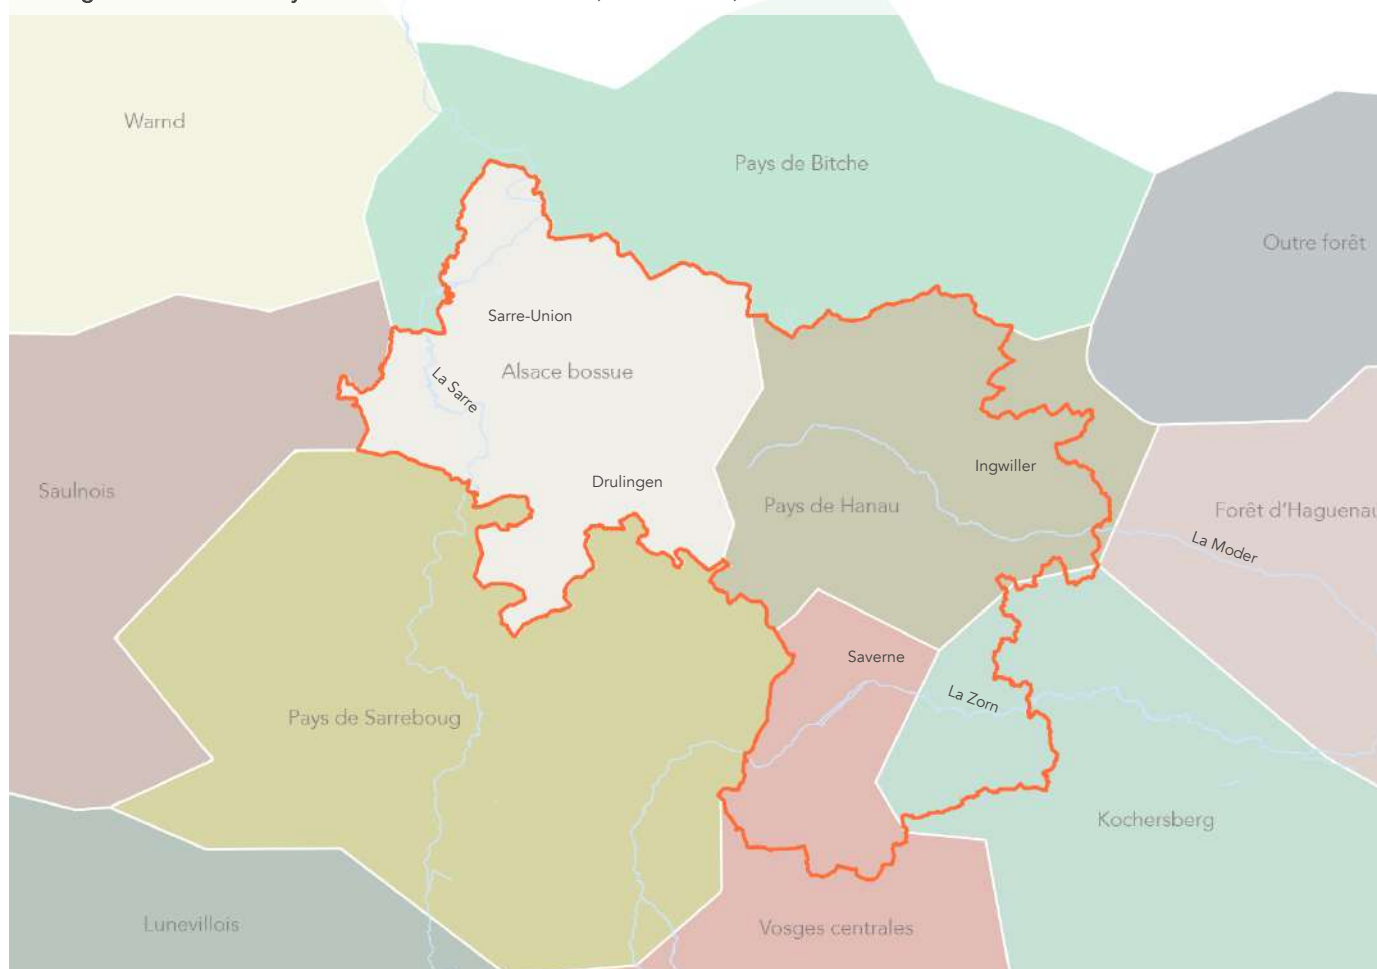 Warnd
Pays de Bitche
Outre forêt
Sarre-Union
Alsace bossue
La Sarre
Ingwiller
Drulingen
Saulnois
Pays de Hanau
Forêt d'Haguenau
La Moder
Saverne
La Zorn
Pays de Sarreboug
Kochersberg
Lunevillois
Vosges centrales